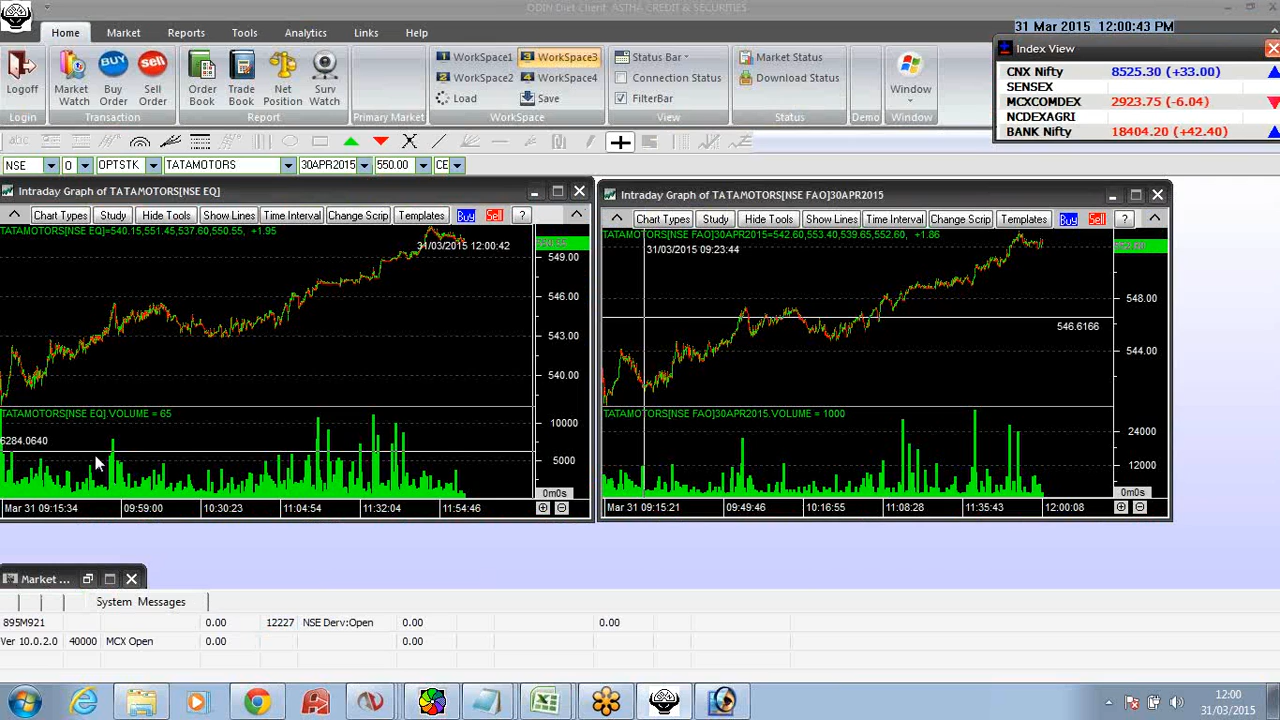 ODIN Diet Client ASTHA CREDIT & SECURITIES
Home Market Reports Tools Analytics Links Help
31 Mar 2015 12:00:43 PM
Index View
CNX Nifty 8525.30 (+33.00)
SENSEX
MCXCOMDEX 2923.75 (-6.04)
NCDEXAGRI
BANK Nifty 18404.20 (+42.40)
Logoff
Market Watch
BUY
Buy Order
SELL
Sell Order
Order Book
Trade Book
Net Position
Surv Watch
1 WorkSpace1
3 WorkSpace3
2 WorkSpace2
4 WorkSpace4
Load
Save
Status Bar
Connection Status
FilterBar
Market Status
Download Status
Window
Login Transaction Report Primary Market WorkSpace View Status Demo Window
abc
NSE 0 OPTSTK TATAMOTORS 30APR2015 550.00 CE
Intraday Graph of TATAMOTORS[NSE EQ]
Chart Types Study Hide Tools Show Lines Time Interval Change Scrip Templates Buy Sell ?
TATAMOTORS[NSE EQ]=540.15,551.45,537.60,550.55, +1.95
31/03/2015 12:00:42
549.00
546.00
543.00
540.00
TATAMOTORS[NSE EQ].VOLUME = 65
10000
6284.0640
5000
0m0s
Mar 31 09:15:34 09:59:00 10:30:23 11:04:54 11:32:04 11:54:46
Intraday Graph of TATAMOTORS[NSE FAO]30APR2015
Chart Types Study Hide Tools Show Lines Time Interval Change Scrip Templates Buy Sell ?
TATAMOTORS[NSE FAO]30APR2015=542.60,553.40,539.65,552.60, +1.86
31/03/2015 09:23:44
548.00
546.6166
544.00
TATAMOTORS[NSE FAO]30APR2015.VOLUME = 1000
24000
12000
0m0s
Mar 31 09:15:21 09:49:46 10:16:55 11:08:28 11:35:43 12:00:08
Market ...
System Messages
895M921 0.00 12227 NSE Derv:Open 0.00 0.00
Ver 10.0.2.0 40000 MCX Open 0.00 0.00
12:00
31/03/2015